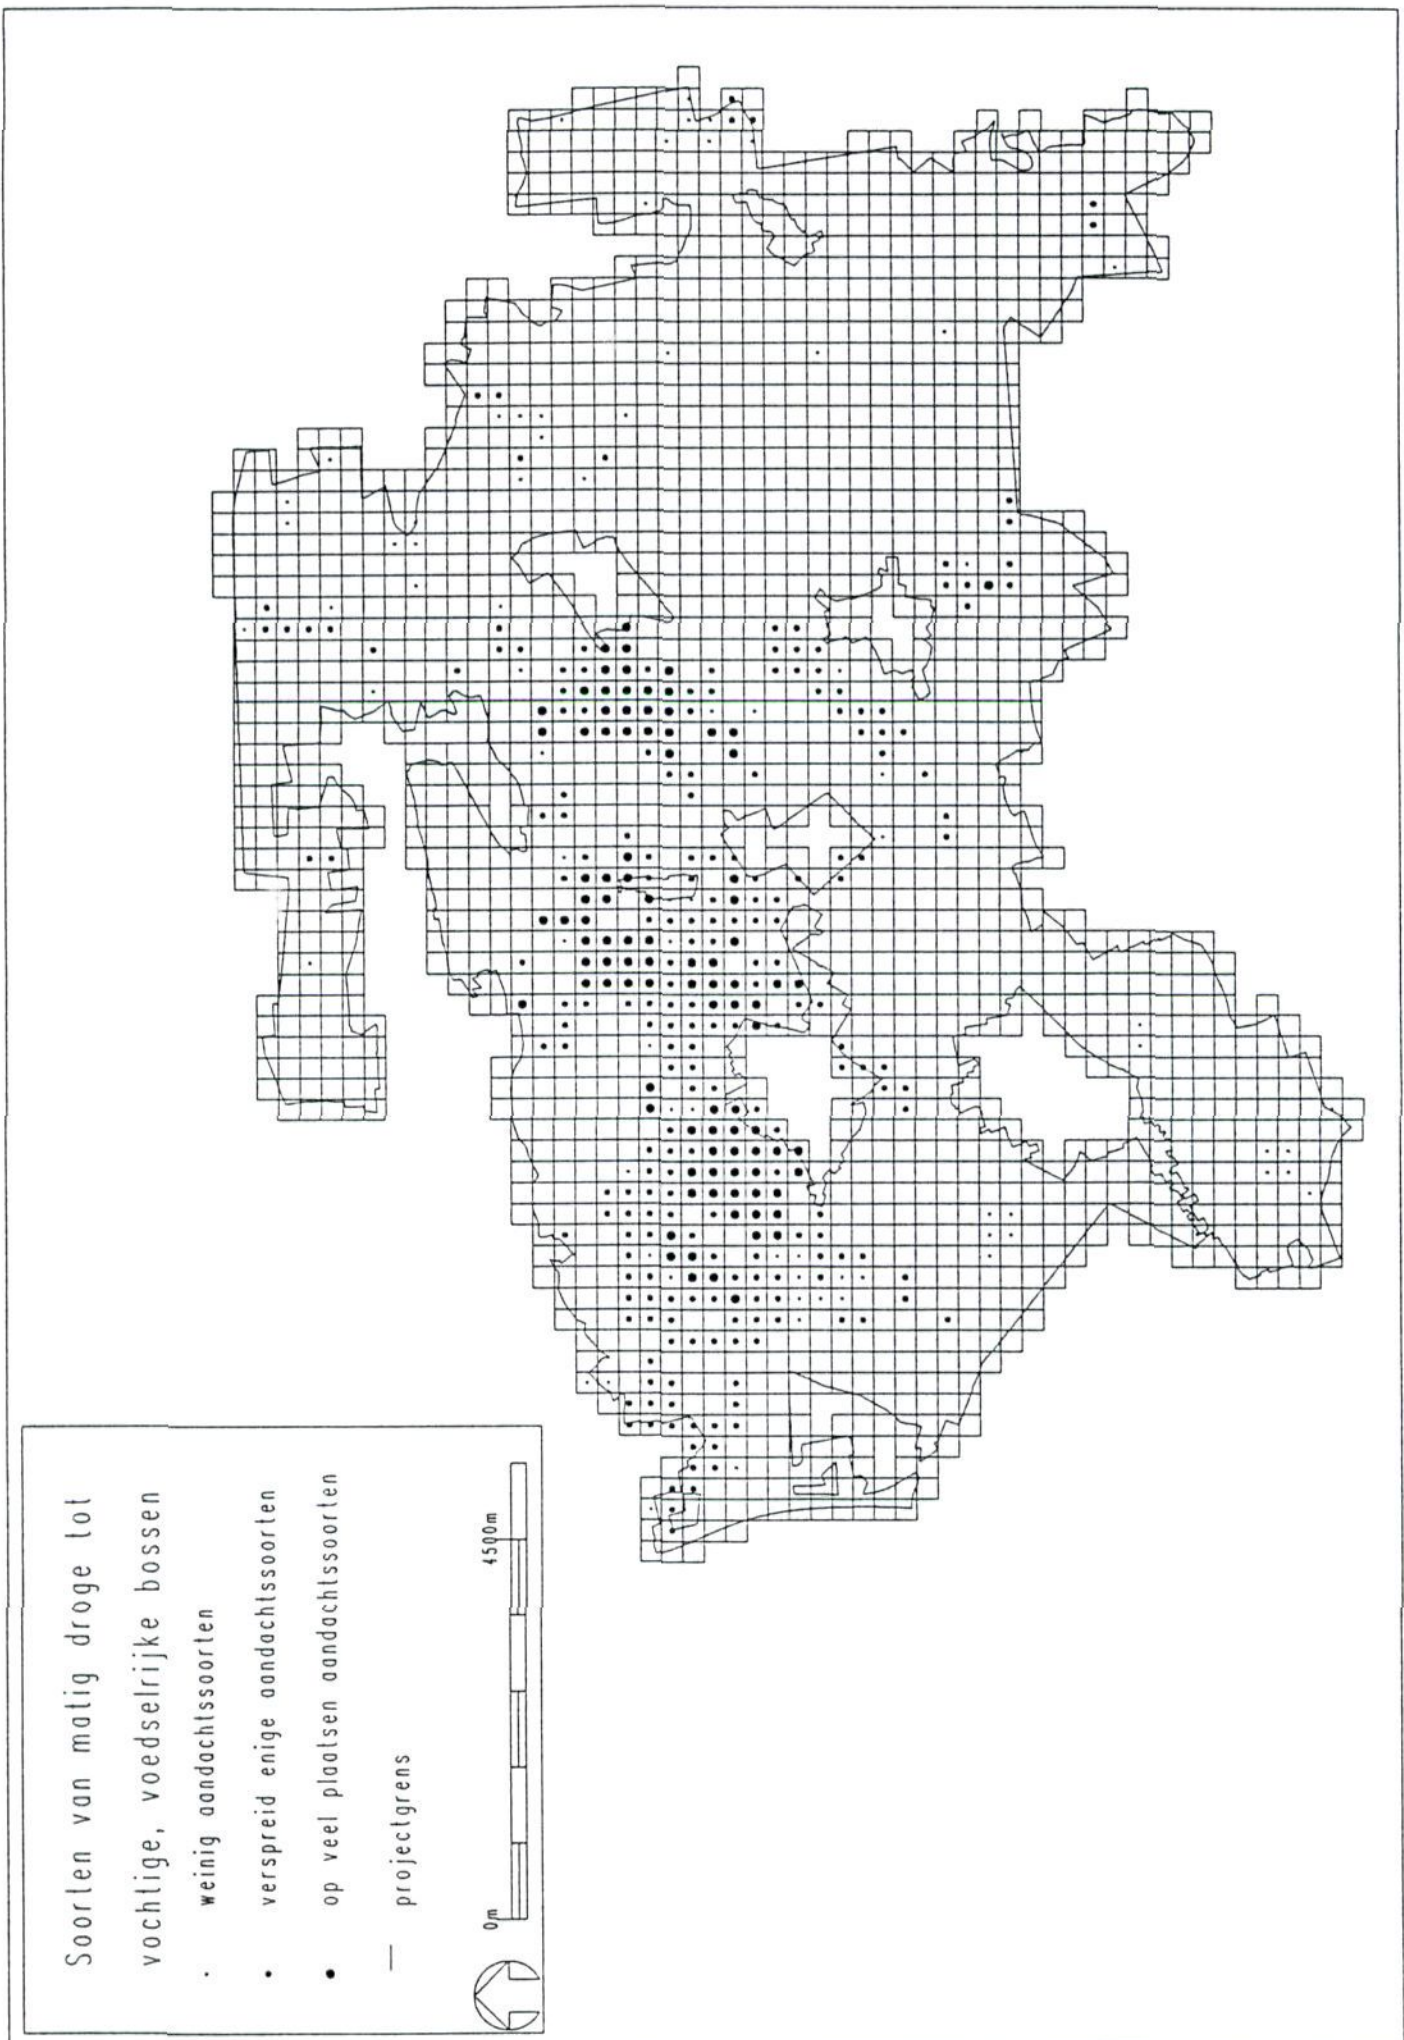 Soorten van matig droge tot
vochtige, voedselrijke bossen
weinig aandachtssoorten
verspreid enige aandachtssoorten
op veel plaatsen aandachtssoorten
projectgrens
0m 4500m